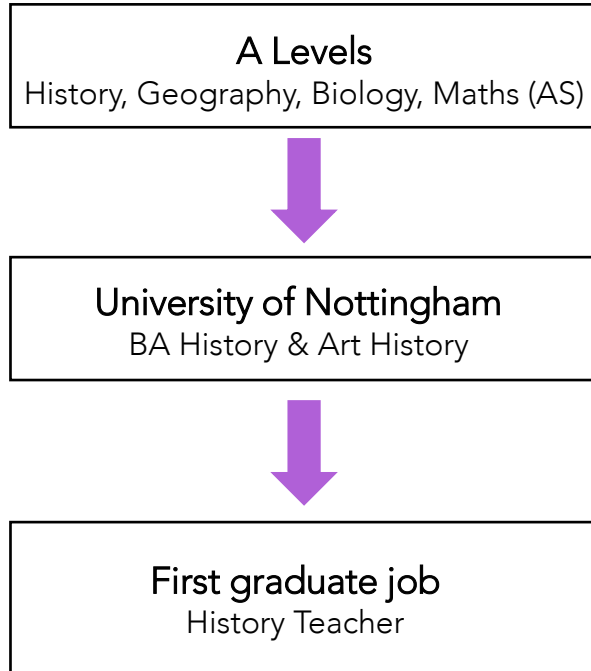 A Levels
History, Geography, Biology, Maths (AS)
University of Nottingham
BA History & Art History
First graduate job
History Teacher